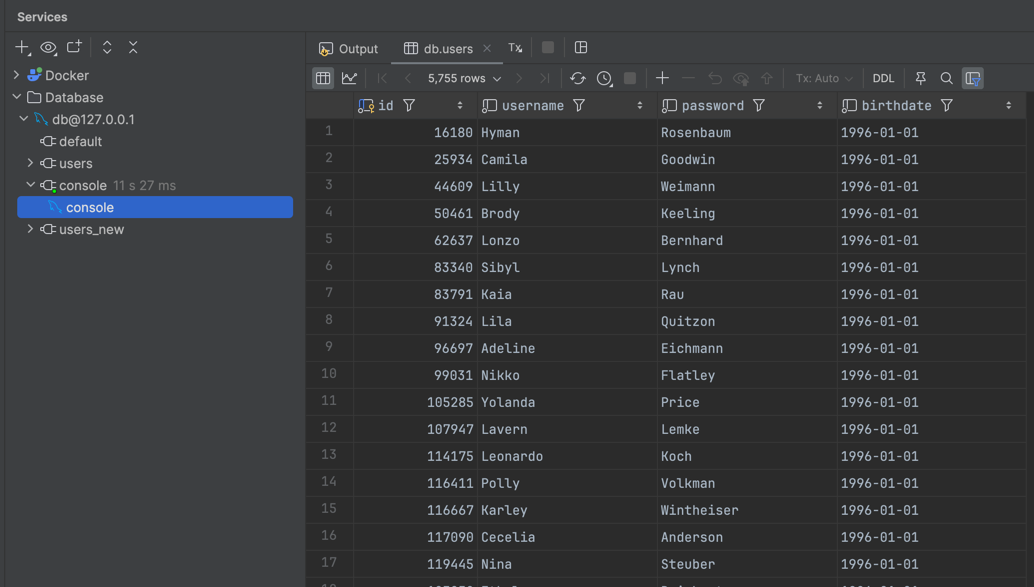 Services
Output
db.users
Tx
Docker
Database
db@127.0.0.1
default
users
console 11 s 27 ms
console
users_new
5,755 rows
Tx: Auto
DDL
id username password birthdate
1 16180 Hyman Rosenbaum 1996-01-01
2 25934 Camila Goodwin 1996-01-01
3 44609 Lilly Weimann 1996-01-01
4 50461 Brody Keeling 1996-01-01
5 62637 Lonzo Bernhard 1996-01-01
6 83340 Sibyl Lynch 1996-01-01
7 83791 Kaia Rau 1996-01-01
8 91324 Lila Quitzon 1996-01-01
9 96697 Adeline Eichmann 1996-01-01
10 99031 Nikko Flatley 1996-01-01
11 105285 Yolanda Price 1996-01-01
12 107947 Lavern Lemke 1996-01-01
13 114175 Leonardo Koch 1996-01-01
14 116411 Polly Volkman 1996-01-01
15 116667 Karley Wintheiser 1996-01-01
16 117090 Cecelia Anderson 1996-01-01
17 119445 Nina Steuber 1996-01-01